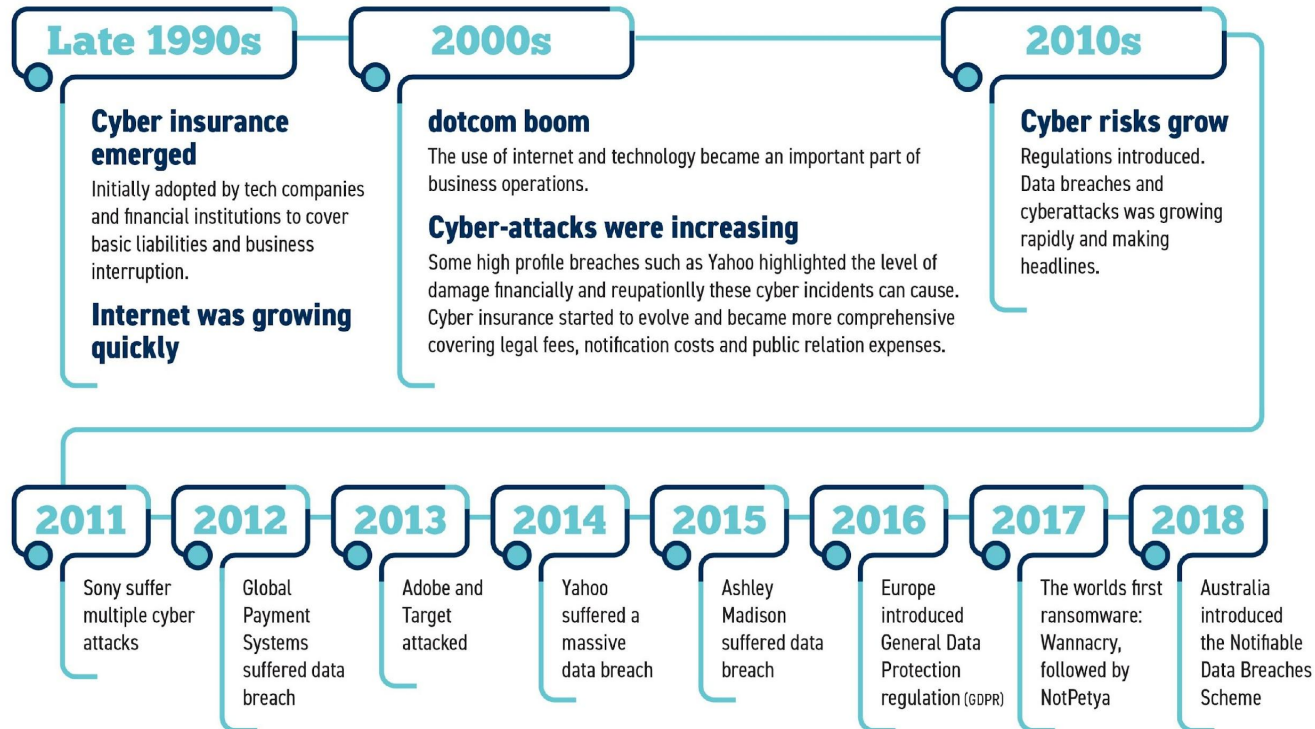 Late 1990s
Cyber insurance
emerged
Initially adopted by tech companies
and financial institutions to cover
basic liabilities and business
interruption.
Internet was growing
quickly
2000s
dotcom boom
The use of internet and technology became an important part of
business operations.
Cyber-attacks were increasing
Some high profile breaches such as Yahoo highlighted the level of
damage financially and reupationlly these cyber incidents can cause.
Cyber insurance started to evolve and became more comprehensive
covering legal fees, notification costs and public relation expenses.
2010s
Cyber risks grow
Regulations introduced.
Data breaches and
cyberattacks was growing
rapidly and making
headlines.
2011
Sony suffer
multiple cyber
attacks
2012
Global
Payment
Systems
suffered data
breach
2013
Adobe and
Target
attacked
2014
Yahoo
suffered a
massive
data breach
2015
Ashley
Madison
suffered data
breach
2016
Europe
introduced
General Data
Protection
regulation (GDPR)
2017
The worlds first
ransomware:
Wannacry,
followed by
NotPetya
2018
Australia
introduced
the Notifiable
Data Breaches
Scheme